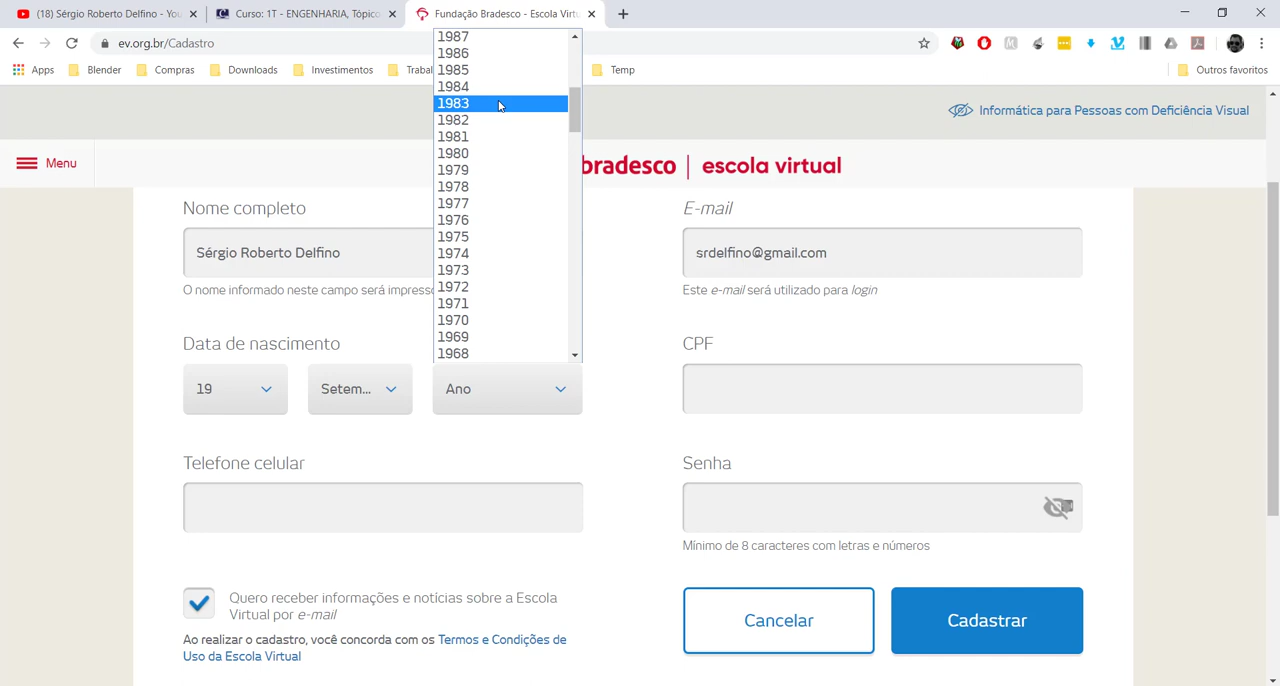 (18) Sérgio Roberto Delfino - You
Curso: 1T - ENGENHARIA, Tópico
Fundação Bradesco - Escola Virtu
ev.org.br/Cadastro
Apps
Blender
Compras
Downloads
Investimentos
Trabal
Temp
Outros favoritos
Informática para Pessoas com Deficiência Visual
Menu
bradesco | escola virtual
1987
1986
1985
1984
1983
1982
1981
1980
1979
1978
1977
1976
1975
1974
1973
1972
1971
1970
1969
1968
Nome completo
Sérgio Roberto Delfino
O nome informado neste campo será impresso
E-mail
srdelfino@gmail.com
Este e-mail será utilizado para login
Data de nascimento
19
Setem...
Ano
CPF
Telefone celular
Senha
Mínimo de 8 caracteres com letras e números
Quero receber informações e notícias sobre a Escola
Virtual por e-mail
Ao realizar o cadastro, você concorda com os Termos e Condições de
Uso da Escola Virtual
Cancelar
Cadastrar